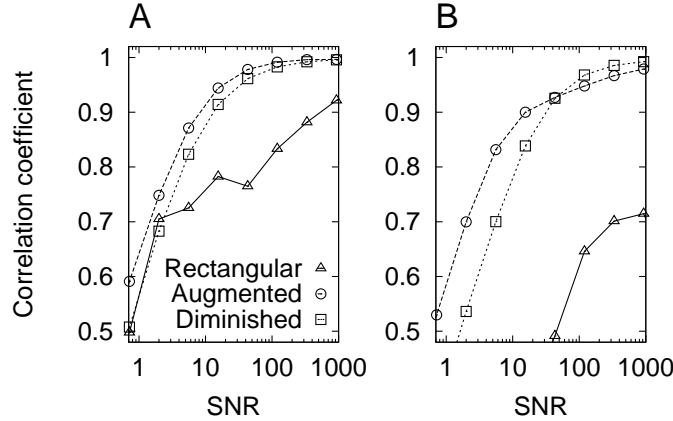 A B
Correlation coefficient
1
0.9
0.8
0.7
0.6
0.5
Rectangular
Augmented
Diminished
1 10 100 1000
SNR
1
0.9
0.8
0.7
0.6
0.5
1 10 100 1000
SNR